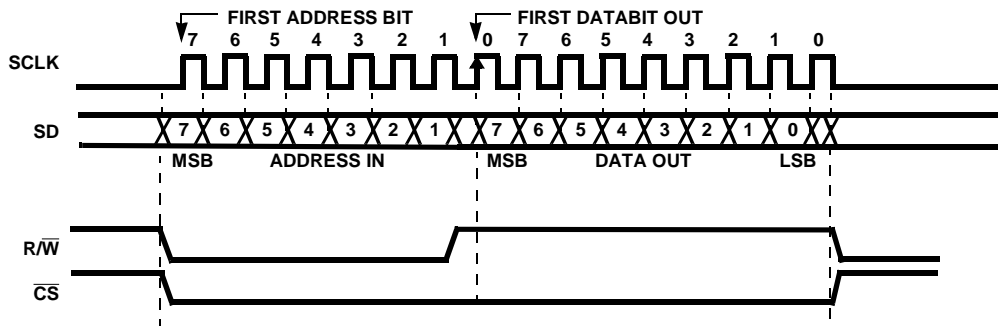 FIRST ADDRESS BIT FIRST DATABIT OUT
7 6 5 4 3 2 1 0 7 6 5 4 3 2 1 0
SCLK
SD 7 6 5 4 3 2 1 7 6 5 4 3 2 1 0
MSB ADDRESS IN MSB DATA OUT LSB
R/W̅
C̅S̅